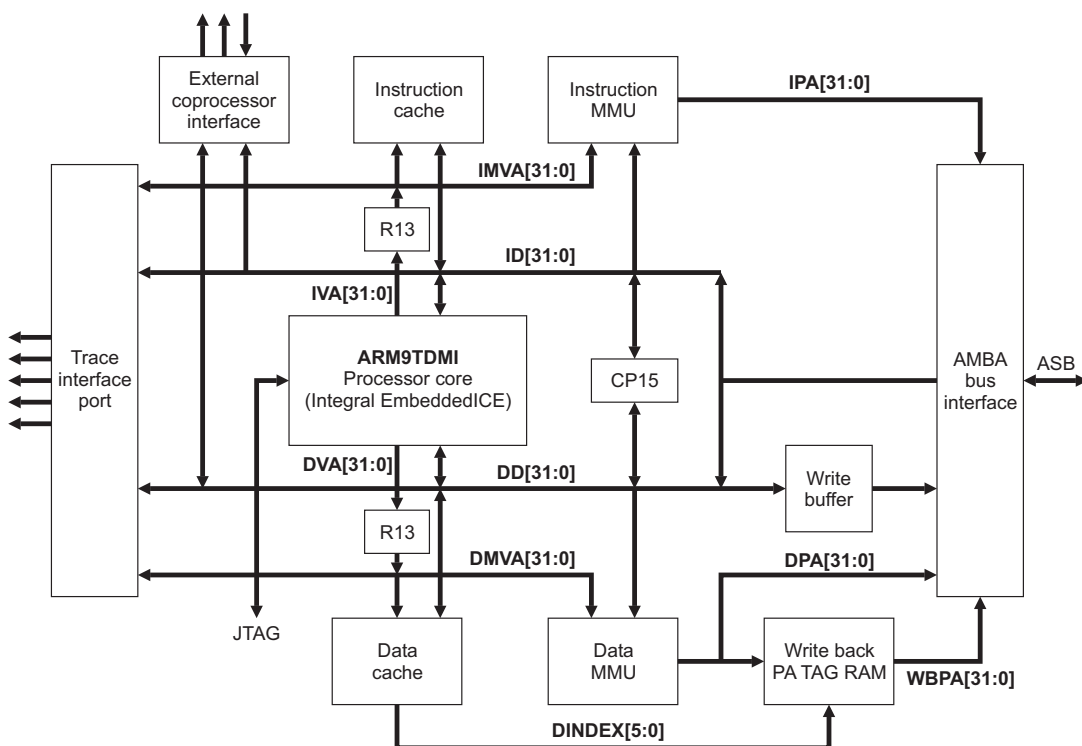 External
coprocessor
interface
Instruction
cache
Instruction
MMU
IPA[31:0]
IMVA[31:0]
R13
ID[31:0]
IVA[31:0]
Trace
interface
port
ARM9TDMI
Processor core
(Integral EmbeddedICE)
CP15
AMBA
bus
interface
ASB
DVA[31:0]
DD[31:0]
Write
buffer
R13
DMVA[31:0]
DPA[31:0]
JTAG
Data
cache
Data
MMU
Write back
PA TAG RAM
WBPA[31:0]
DINDEX[5:0]